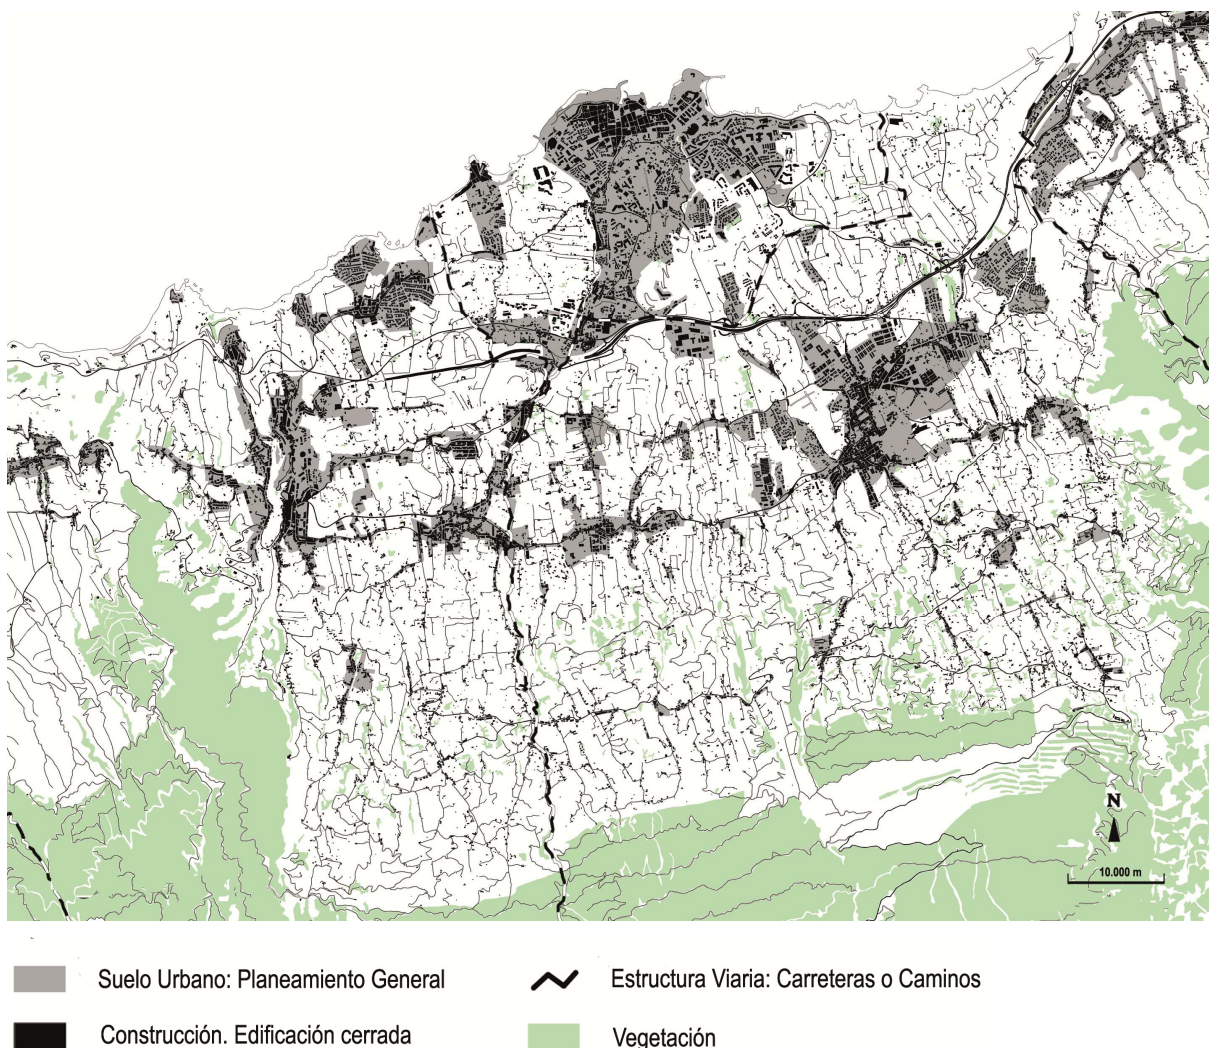 N
10.000 m
Suelo Urbano: Planeamiento General
Estructura Viaria: Carreteras o Caminos
Construcción. Edificación cerrada
Vegetación